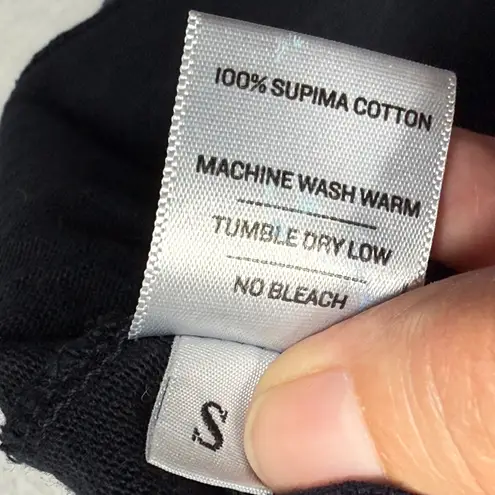 100% SUPIMA COTTON
MACHINE WASH WARM
TUMBLE DRY LOW
NO BLEACH
S